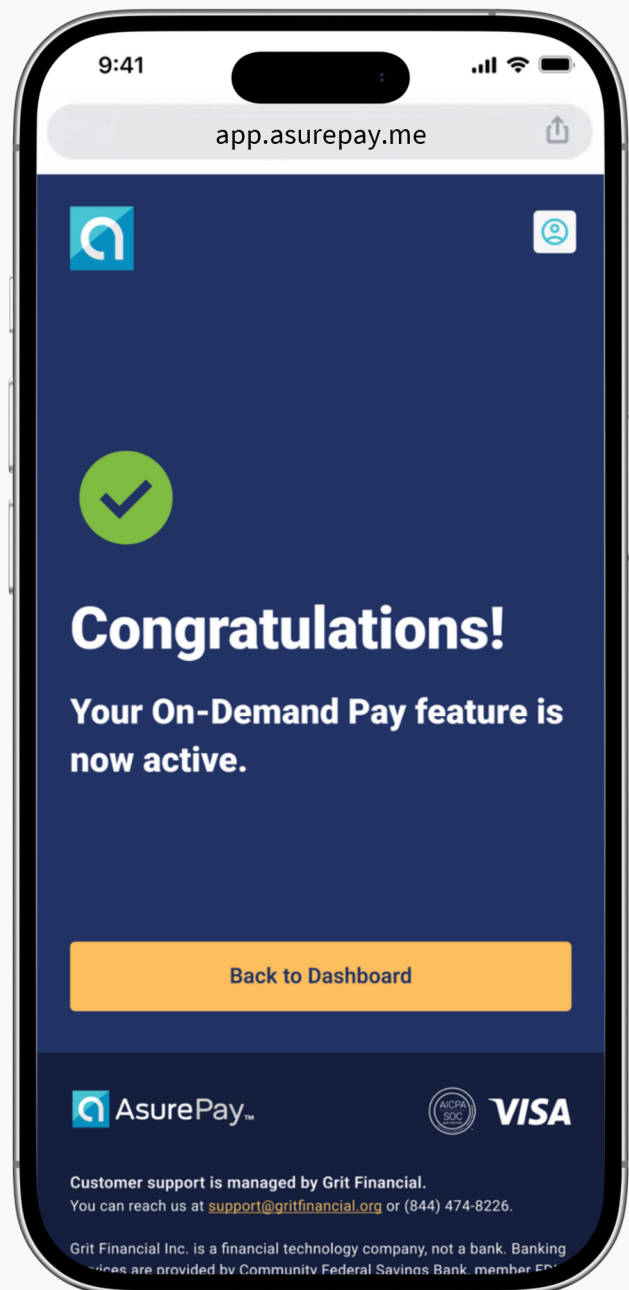 9:41
app.asurepay.me
Congratulations!
Your On-Demand Pay feature is
now active.
Back to Dashboard
AsurePay™
AICPA
SOC
VISA
Customer support is managed by Grit Financial.
You can reach us at support@gritfinancial.org or (844) 474-8226.
Grit Financial Inc. is a financial technology company, not a bank. Banking
are provided by Community Federal Savings Bank, member